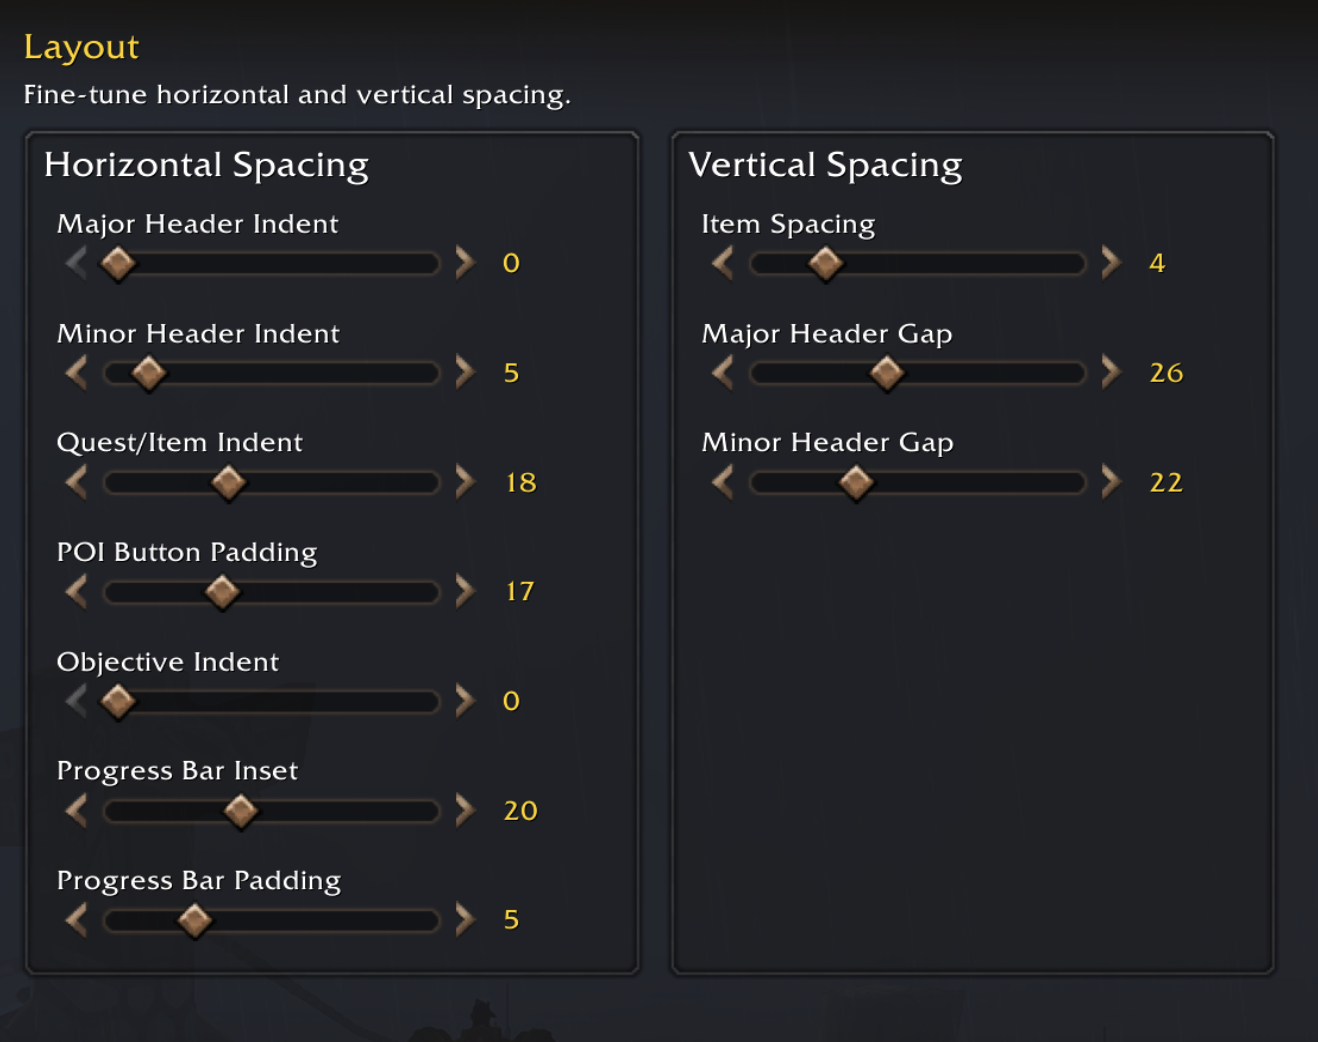 Layout
Fine-tune horizontal and vertical spacing.
Horizontal Spacing
Major Header Indent
0
Minor Header Indent
5
Quest/Item Indent
18
POI Button Padding
17
Objective Indent
0
Progress Bar Inset
20
Progress Bar Padding
5
Vertical Spacing
Item Spacing
4
Major Header Gap
26
Minor Header Gap
22